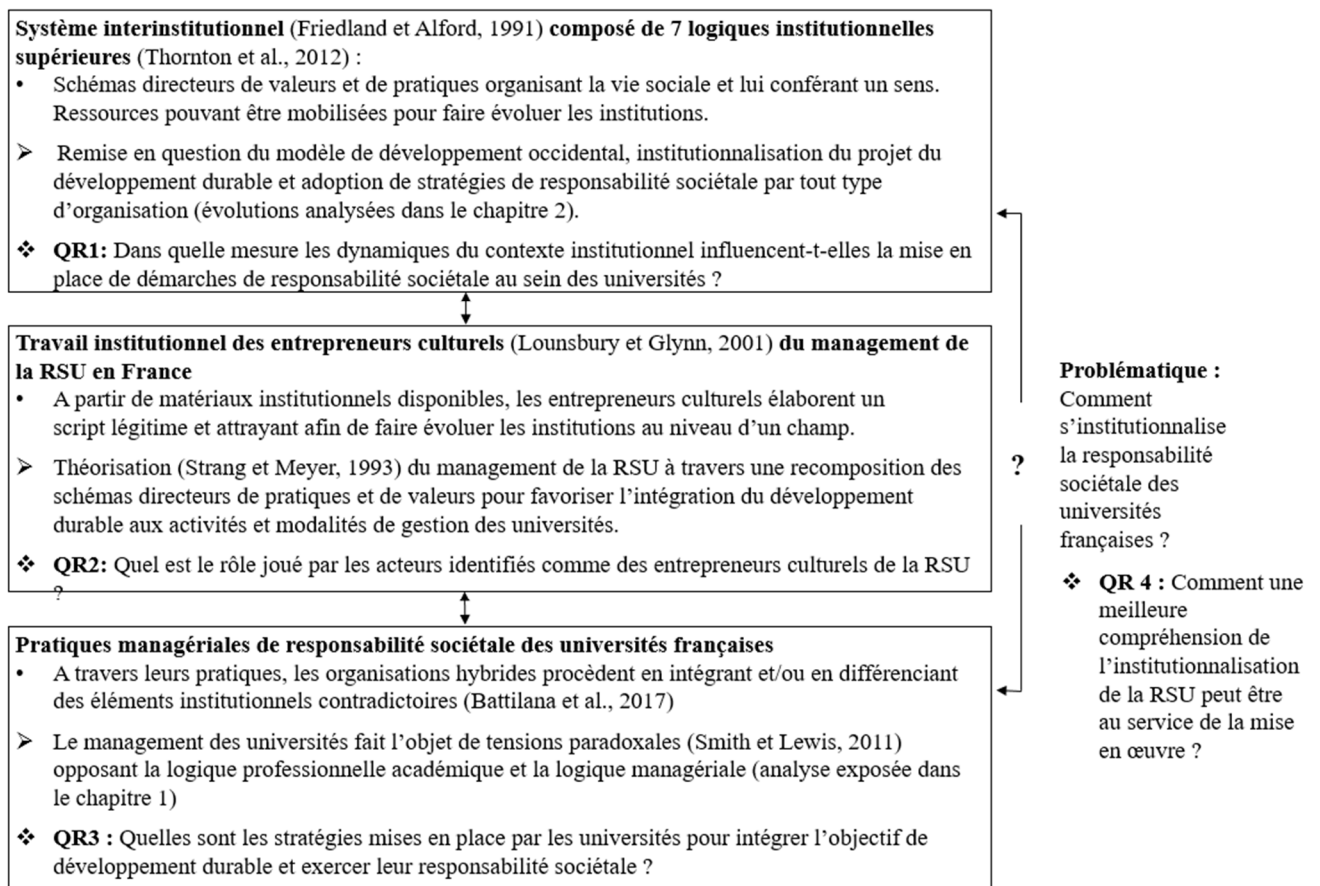 Système interinstitutionnel (Friedland et Alford, 1991) composé de 7 logiques institutionnelles
supérieures (Thornton et al., 2012) :
• Schémas directeurs de valeurs et de pratiques organisant la vie sociale et lui conférant un sens.
Ressources pouvant être mobilisées pour faire évoluer les institutions.
➤ Remise en question du modèle de développement occidental, institutionnalisation du projet du
développement durable et adoption de stratégies de responsabilité sociétale par tout type
d’organisation (évolutions analysées dans le chapitre 2).
❖ QR1: Dans quelle mesure les dynamiques du contexte institutionnel influencent-t-elles la mise en
place de démarches de responsabilité sociétale au sein des universités ?
Travail institutionnel des entrepreneurs culturels (Lounsbury et Glynn, 2001) du management de
la RSU en France
• A partir de matériaux institutionnels disponibles, les entrepreneurs culturels élaborent un
script légitime et attrayant afin de faire évoluer les institutions au niveau d’un champ.
➤ Théorisation (Strang et Meyer, 1993) du management de la RSU à travers une recomposition des
schémas directeurs de pratiques et de valeurs pour favoriser l’intégration du développement
durable aux activités et modalités de gestion des universités.
❖ QR2: Quel est le rôle joué par les acteurs identifiés comme des entrepreneurs culturels de la RSU
?
Pratiques managériales de responsabilité sociétale des universités françaises
• A travers leurs pratiques, les organisations hybrides procèdent en intégrant et/ou en différenciant
des éléments institutionnels contradictoires (Battilana et al., 2017)
➤ Le management des universités fait l’objet de tensions paradoxales (Smith et Lewis, 2011)
opposant la logique professionnelle académique et la logique managériale (analyse exposée dans
le chapitre 1)
❖ QR3 : Quelles sont les stratégies mises en place par les universités pour intégrer l’objectif de
développement durable et exercer leur responsabilité sociétale ?
?
Problématique :
Comment
s’institutionnalise
la responsabilité
sociétale des
universités
françaises ?
❖ QR 4 : Comment une
meilleure
compréhension de
l’institutionnalisation
de la RSU peut être
au service de la mise
en œuvre ?